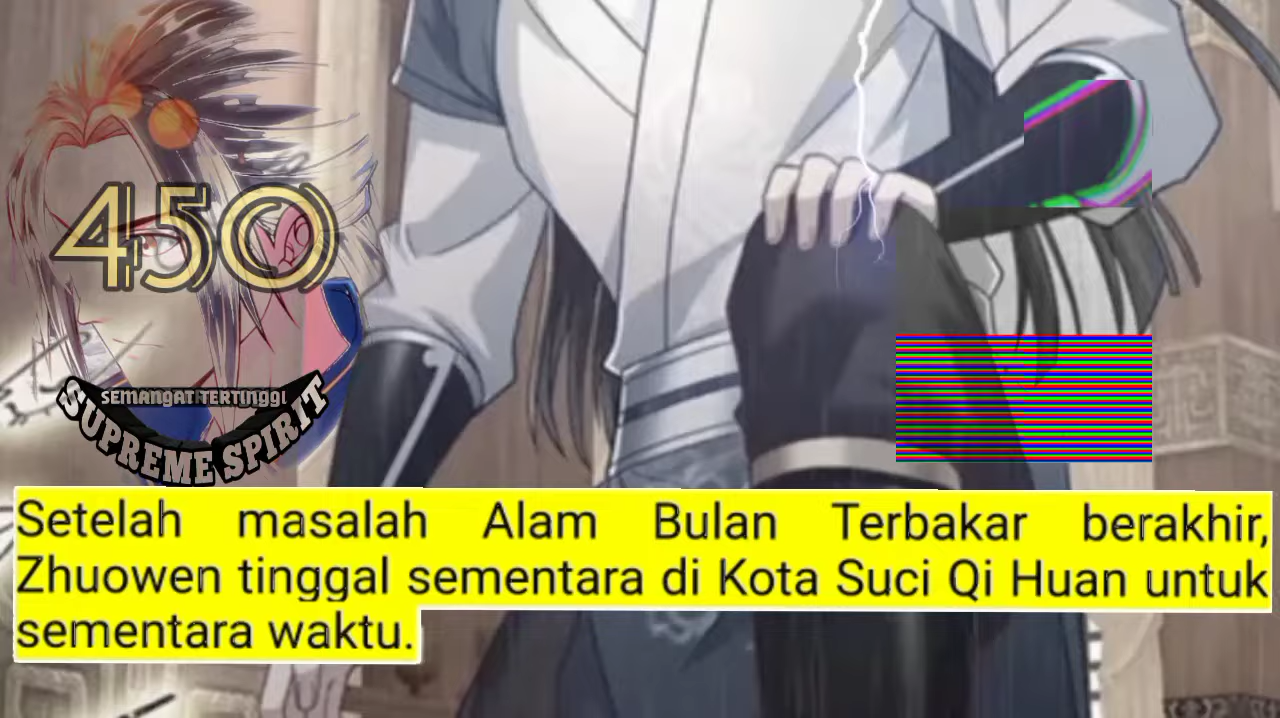 450
SEMANGAT TERTINGGI
SUPREME SPIRIT
Setelah masalah Alam Bulan Terbakar berakhir,
Zhuowen tinggal sementara di Kota Suci Qi Huan untuk
sementara waktu.